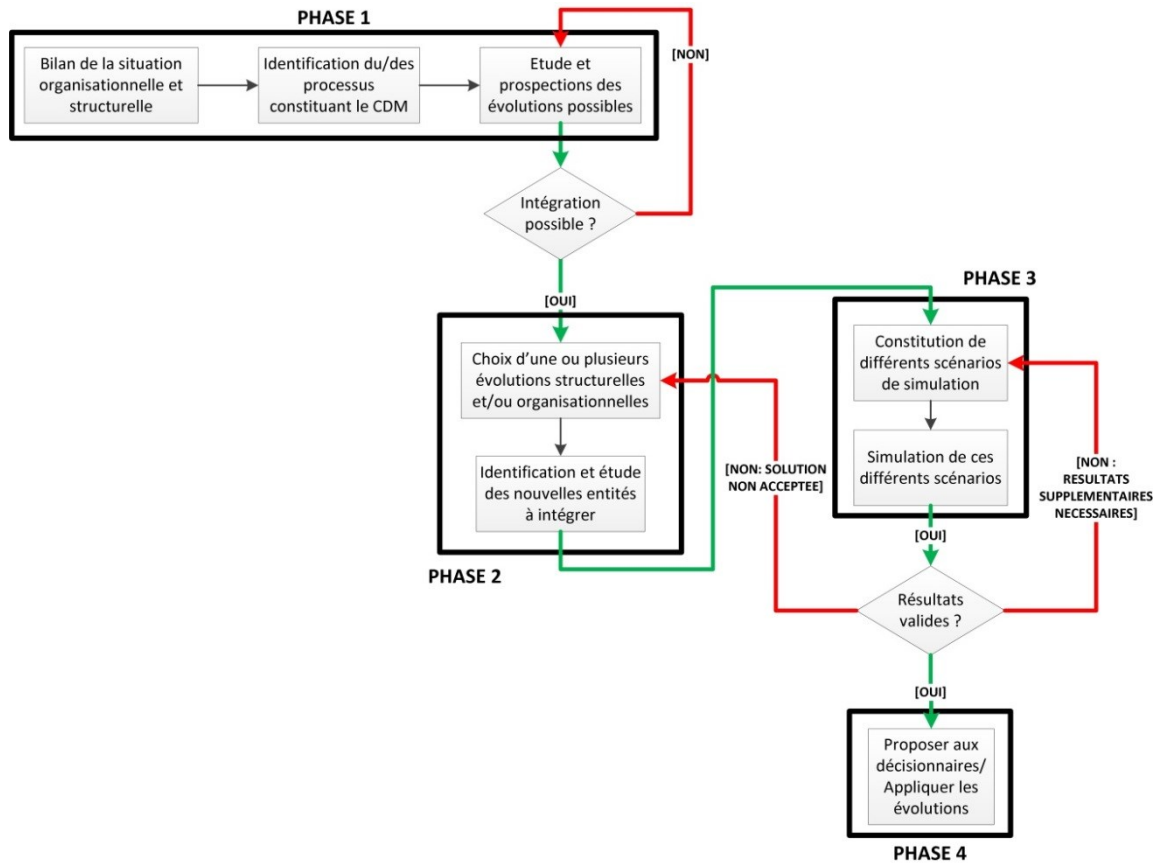 PHASE 1
Bilan de la situation
organisationnelle et
structurelle
Identification du/des
processus
constituant le CDM
Etude et
prospections des
évolutions possibles
[NON]
Intégration
possible ?
[OUI]
Choix d’une ou plusieurs
évolutions structurelles
et/ou organisationnelles
Identification et étude
des nouvelles entités
à intégrer
PHASE 2
PHASE 3
Constitution de
différents scénarios
de simulation
Simulation de ces
différents scénarios
[NON: SOLUTION
NON ACCEPTEE]
[NON :
RESULTATS
SUPPLEMENTAIRES
NECESSAIRES]
[OUI]
Résultats
valides ?
[OUI]
Proposer aux
décisionnaires/
Appliquer les
évolutions
PHASE 4